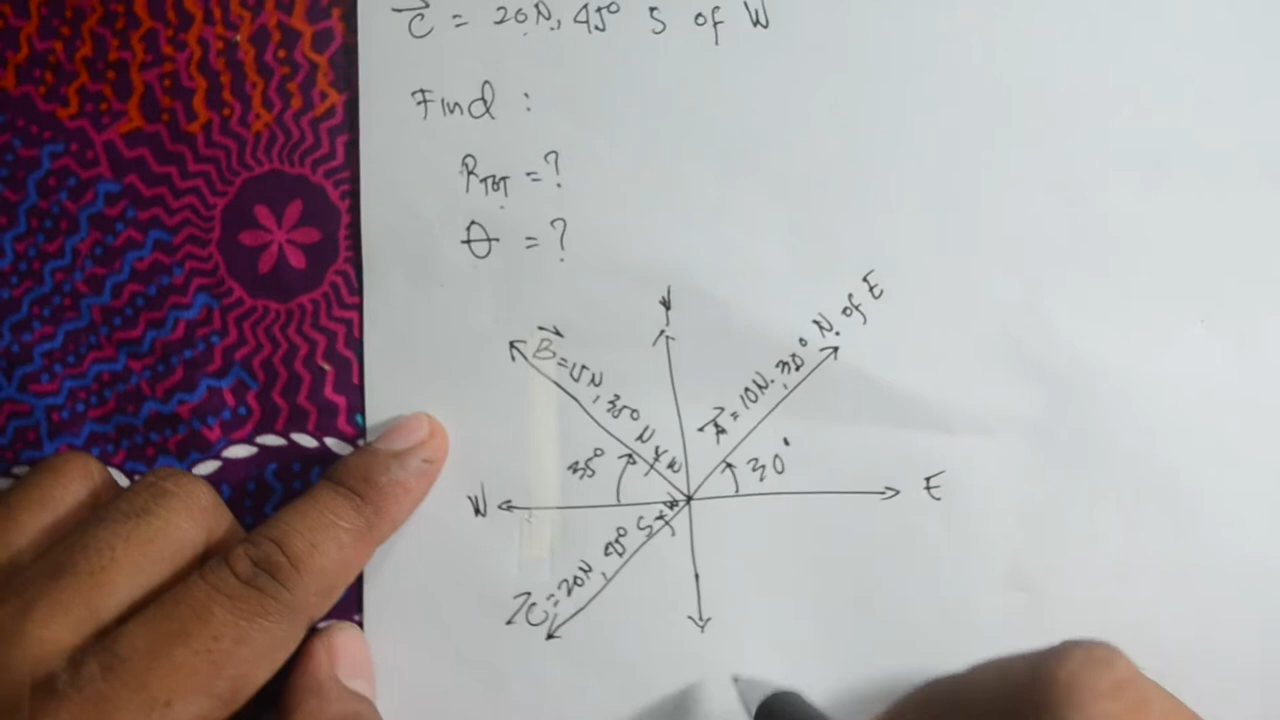 C = 20N, 45° S of W
Find :
R_TOT = ?
θ = ?
N
B = 15N, 35° N of W
A = 10N, 30° N. of E
35°
30°
W
E
C = 20N, 45° S of W